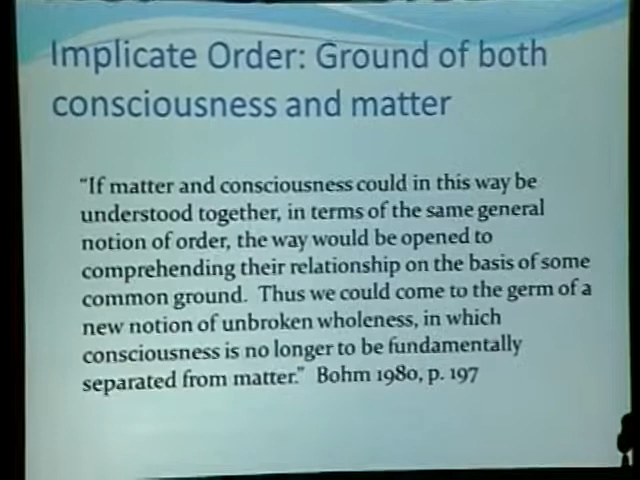 Implicate Order: Ground of both
consciousness and matter
"If matter and consciousness could in this way be
understood together, in terms of the same general
notion of order, the way would be opened to
comprehending their relationship on the basis of some
common ground.  Thus we could come to the germ of a
new notion of unbroken wholeness, in which
consciousness is no longer to be fundamentally
separated from matter."  Bohm 1980, p. 197